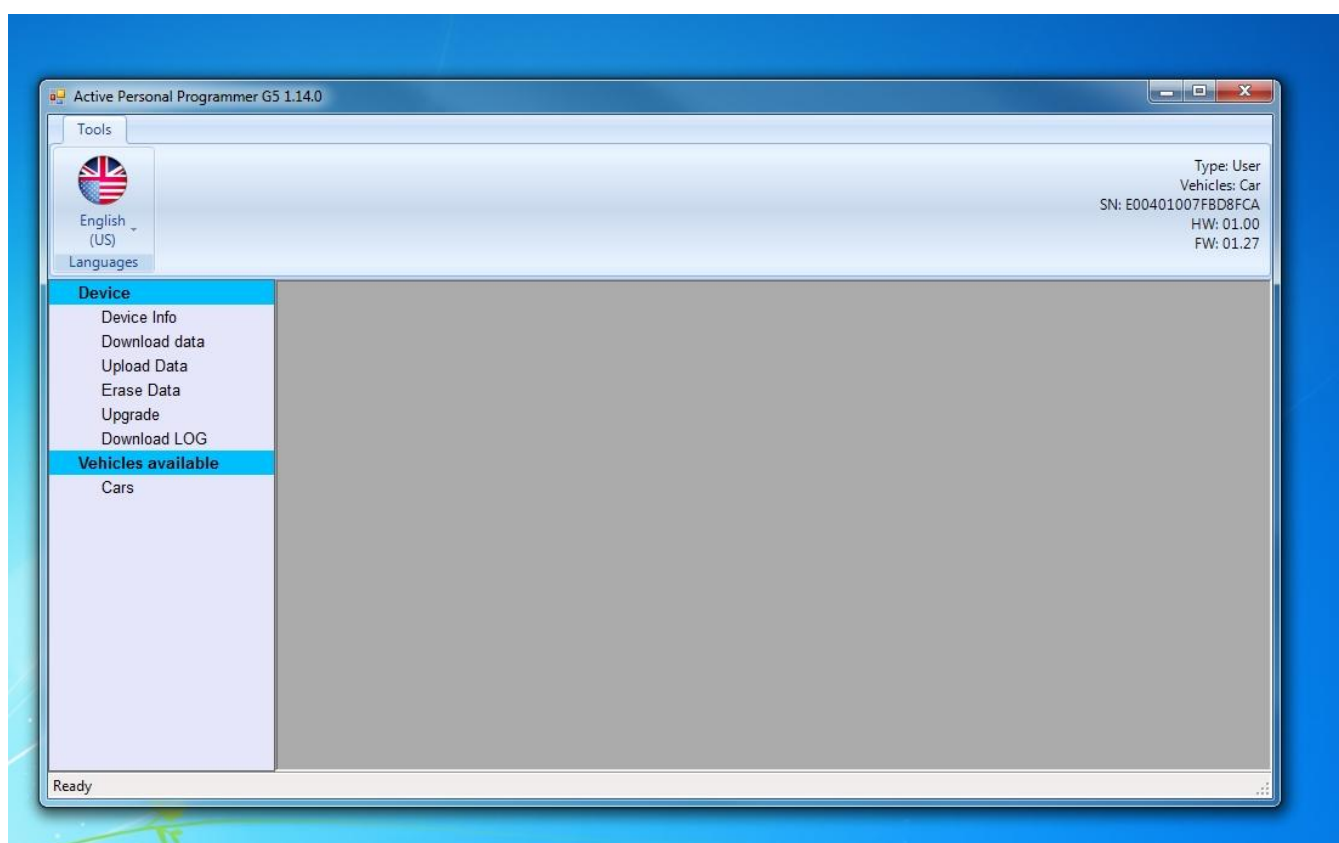 Active Personal Programmer G5 1.14.0
Tools
English
(US)
Languages
Type: User
Vehicles: Car
SN: E00401007FBD8FCA
HW: 01.00
FW: 01.27
Device
Device Info
Download data
Upload Data
Erase Data
Upgrade
Download LOG
Vehicles available
Cars
Ready